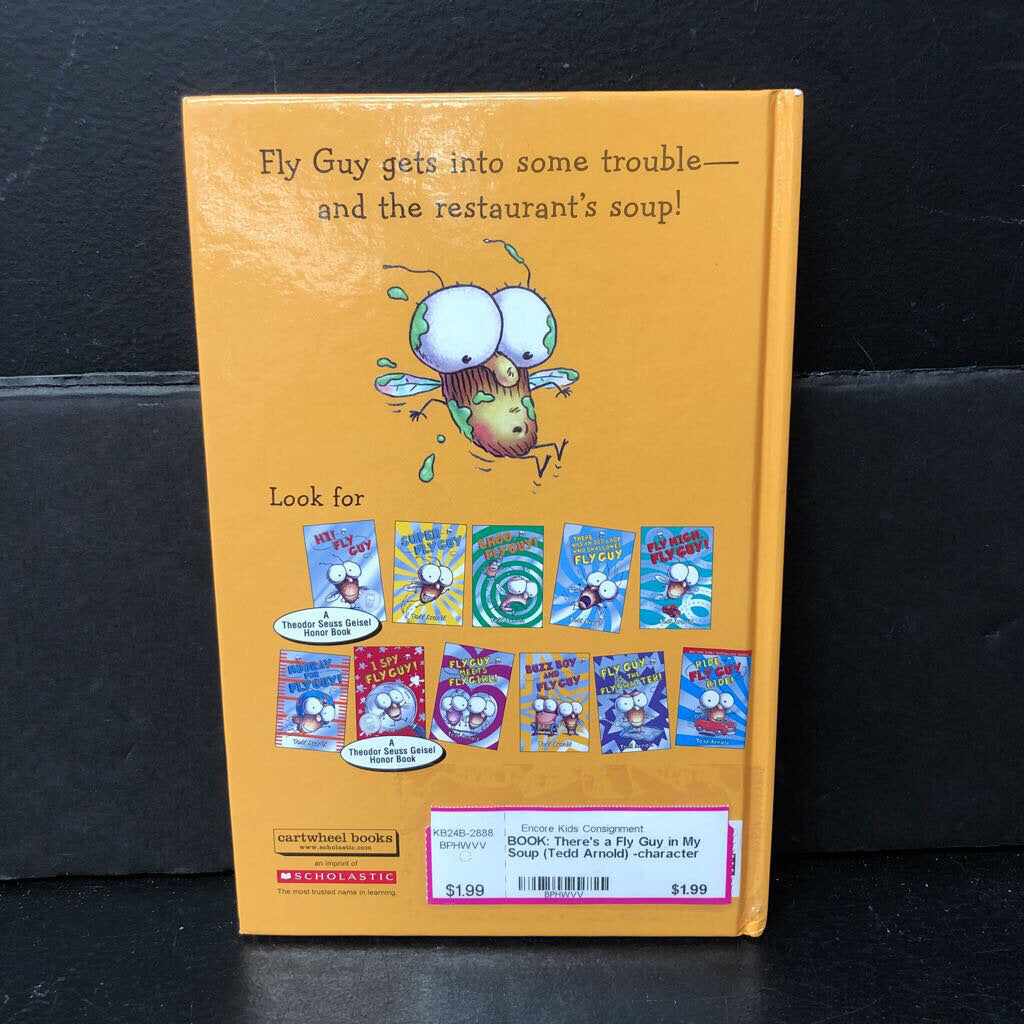 Fly Guy gets into some trouble—
and the restaurant's soup!
Look for
HI!
FLY
GUY
SUPER
FLY GUY
SHOO,
FLY GUY!
THERE
WAS AN OLD LADY
WHO SWALLOWED
FLY GUY
FLY HIGH,
FLY GUY!
Tedd Arnold
A
Theodor Seuss Geisel
Honor Book
HOORAY
FOR
FLY GUY!
I SPY
FLY GUY!
FLY GUY
MEETS
FLY GIRL!
BUZZ BOY
AND
FLY GUY
FLY GUY
VS. THE
FLYSWATTER!
RIDE,
FLY GUY,
RIDE!
Tedd Arnold
A
Theodor Seuss Geisel
Honor Book
cartwheel books
www.scholastic.com
an imprint of
SCHOLASTIC
The most trusted name in learning.
KB24B-2888
BPHWVV
$1.99
Encore Kids Consignment
BOOK: There's a Fly Guy in My
Soup (Tedd Arnold) -character
BPHWVV
$1.99